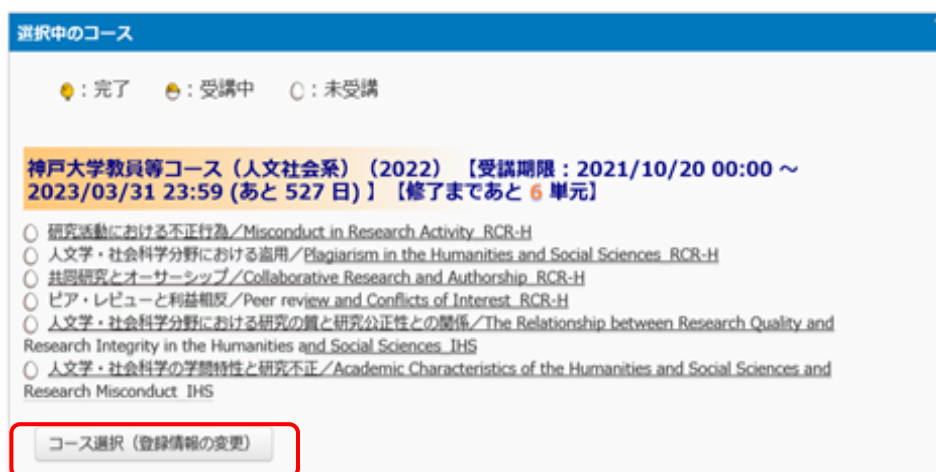 選択中のコース
：完了 ：受講中 ：未受講
神戸大学教員等コース（人文社会系）（2022） 【受講期限：2021/10/20 00:00 ～
2023/03/31 23:59 (あと 527 日) 】【修了まであと 6 単元】
研究活動における不正行為／Misconduct in Research Activity_RCR-H
人文学・社会科学分野における盗用／Plagiarism in the Humanities and Social Sciences_RCR-H
共同研究とオーサーシップ／Collaborative Research and Authorship_RCR-H
ピア・レビューと利益相反／Peer review and Conflicts of Interest_RCR-H
人文学・社会科学分野における研究の質と研究公正性との関係／The Relationship between Research Quality and
Research Integrity in the Humanities and Social Sciences_IHS
人文学・社会科学の学問特性と研究不正／Academic Characteristics of the Humanities and Social Sciences and
Research Misconduct_IHS
コース選択（登録情報の変更）